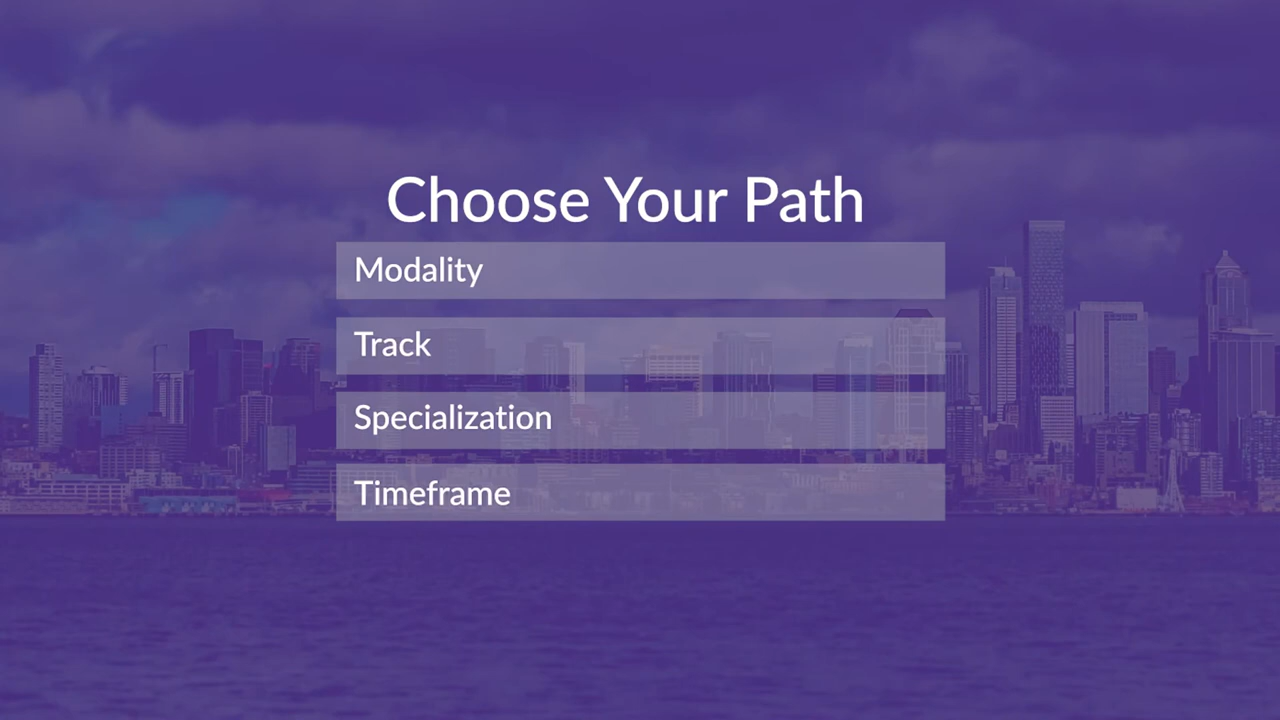 Choose Your Path
Modality
Track
Specialization
Timeframe